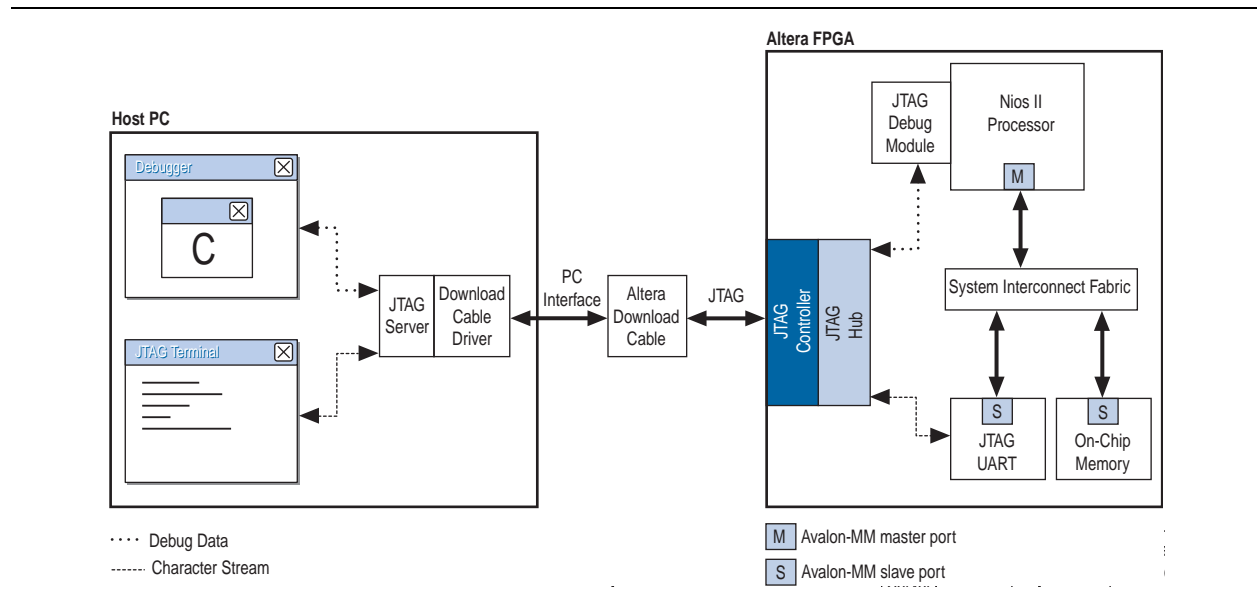 Altera FPGA
Host PC
Debugger
C
JTAG Terminal
JTAG
Server
Download
Cable
Driver
PC
Interface
Altera
Download
Cable
JTAG
JTAG
Controller
JTAG
Hub
JTAG
Debug
Module
Nios II
Processor
M
System Interconnect Fabric
S
JTAG
UART
S
On-Chip
Memory
Debug Data
Character Stream
M Avalon-MM master port
S Avalon-MM slave port